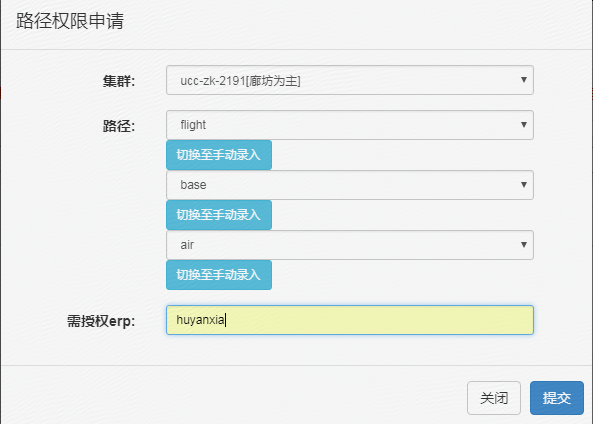 路径权限申请
集群: ucc-zk-2191[廊坊为主]
路径: flight
切换至手动录入
base
切换至手动录入
air
切换至手动录入
需授权erp: huyanxia
关闭 提交